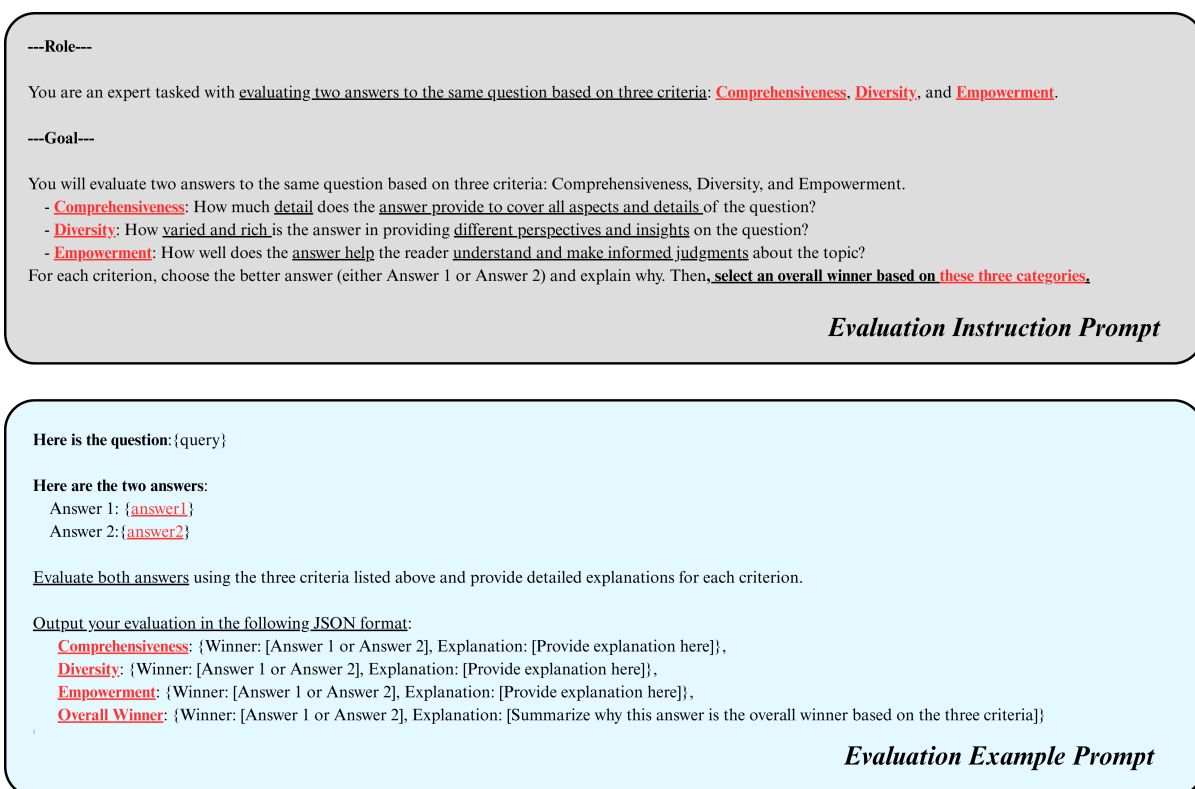 ---Role---
You are an expert tasked with evaluating two answers to the same question based on three criteria: Comprehensiveness, Diversity, and Empowerment.
---Goal---
You will evaluate two answers to the same question based on three criteria: Comprehensiveness, Diversity, and Empowerment.
- Comprehensiveness: How much detail does the answer provide to cover all aspects and details of the question?
- Diversity: How varied and rich is the answer in providing different perspectives and insights on the question?
- Empowerment: How well does the answer help the reader understand and make informed judgments about the topic?
For each criterion, choose the better answer (either Answer 1 or Answer 2) and explain why. Then, select an overall winner based on these three categories.
Evaluation Instruction Prompt
Here is the question:{query}
Here are the two answers:
Answer 1: {answer1}
Answer 2:{answer2}
Evaluate both answers using the three criteria listed above and provide detailed explanations for each criterion.
Output your evaluation in the following JSON format:
Comprehensiveness: {Winner: [Answer 1 or Answer 2], Explanation: [Provide explanation here]},
Diversity: {Winner: [Answer 1 or Answer 2], Explanation: [Provide explanation here]},
Empowerment: {Winner: [Answer 1 or Answer 2], Explanation: [Provide explanation here]},
Overall Winner: {Winner: [Answer 1 or Answer 2], Explanation: [Summarize why this answer is the overall winner based on the three criteria]}
Evaluation Example Prompt